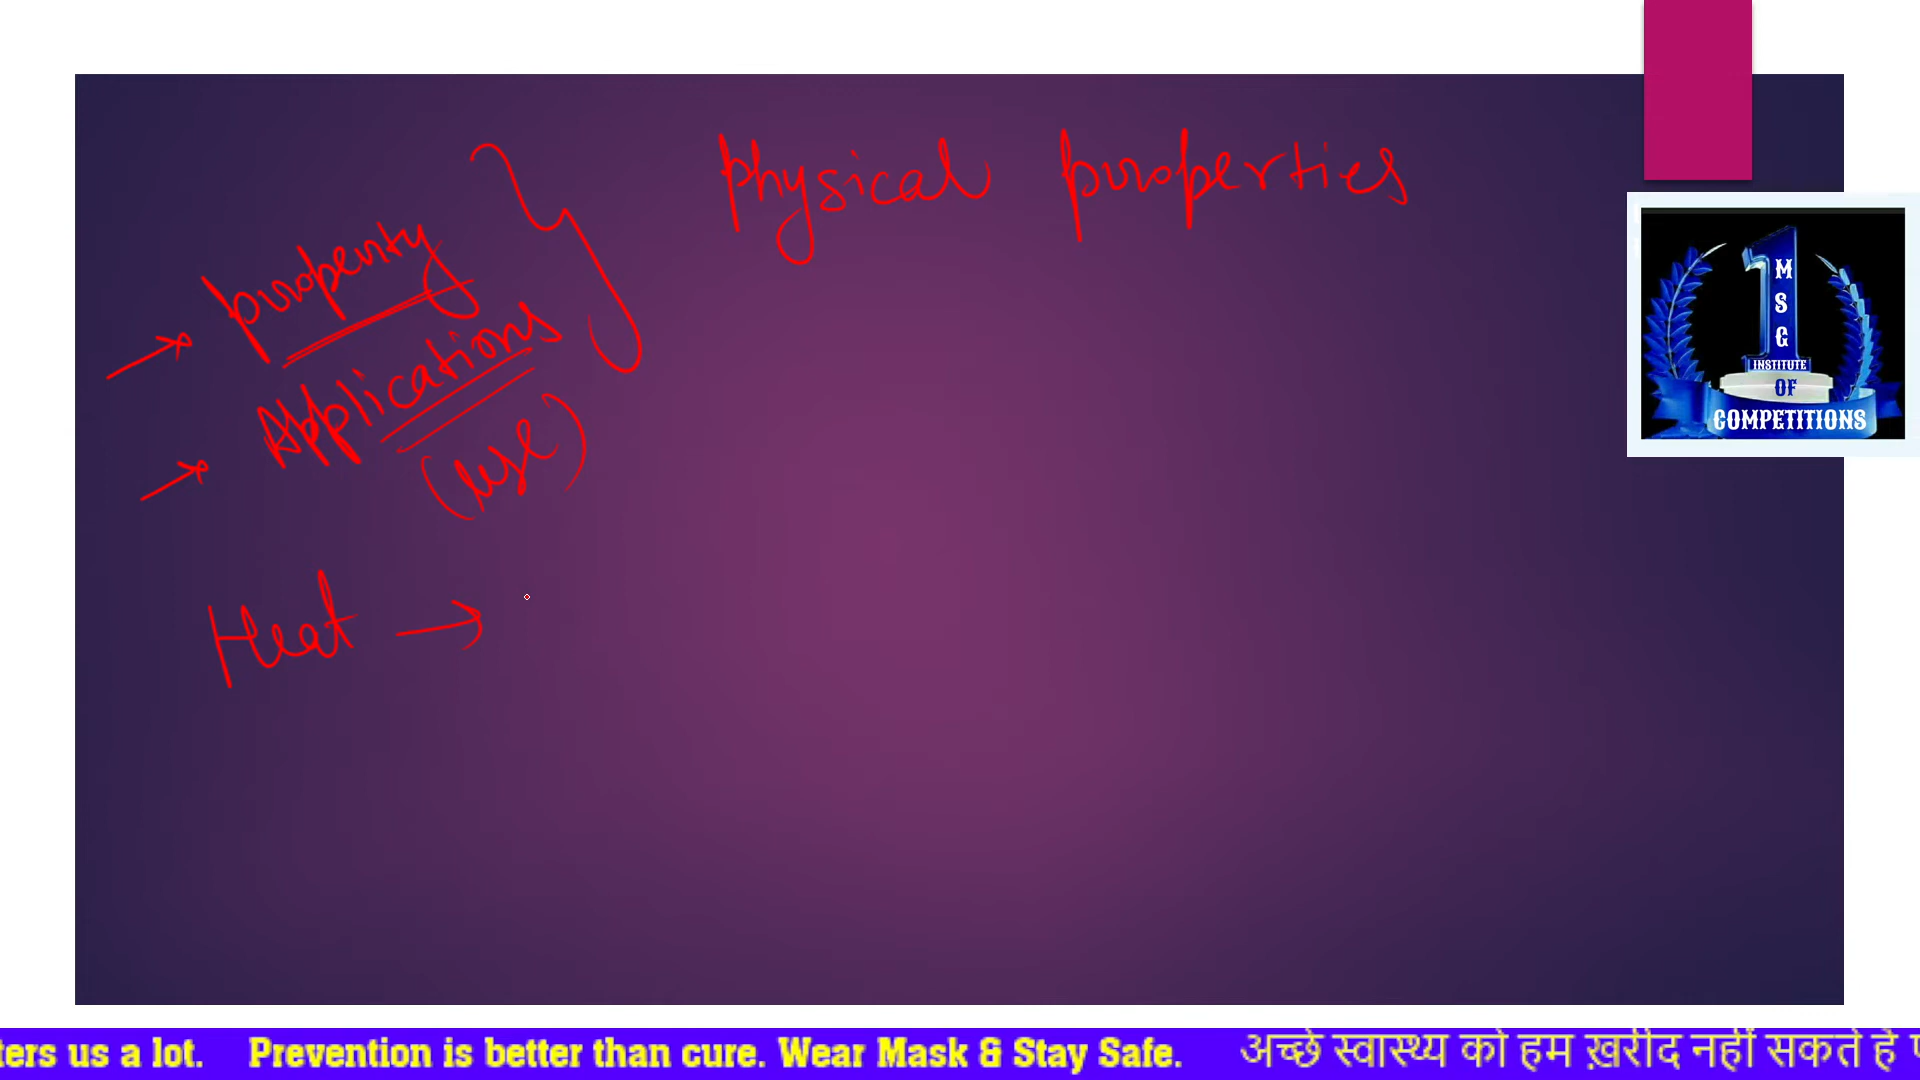 Physical properties
→ property
→ Applications
(use)
Heat →
1
M
S
G
INSTITUTE
OF
COMPETITIONS
ters us a lot. Prevention is better than cure. Wear Mask & Stay Safe. अच्छे स्वास्थ्य को हम ख़रीद नहीं सकते हे